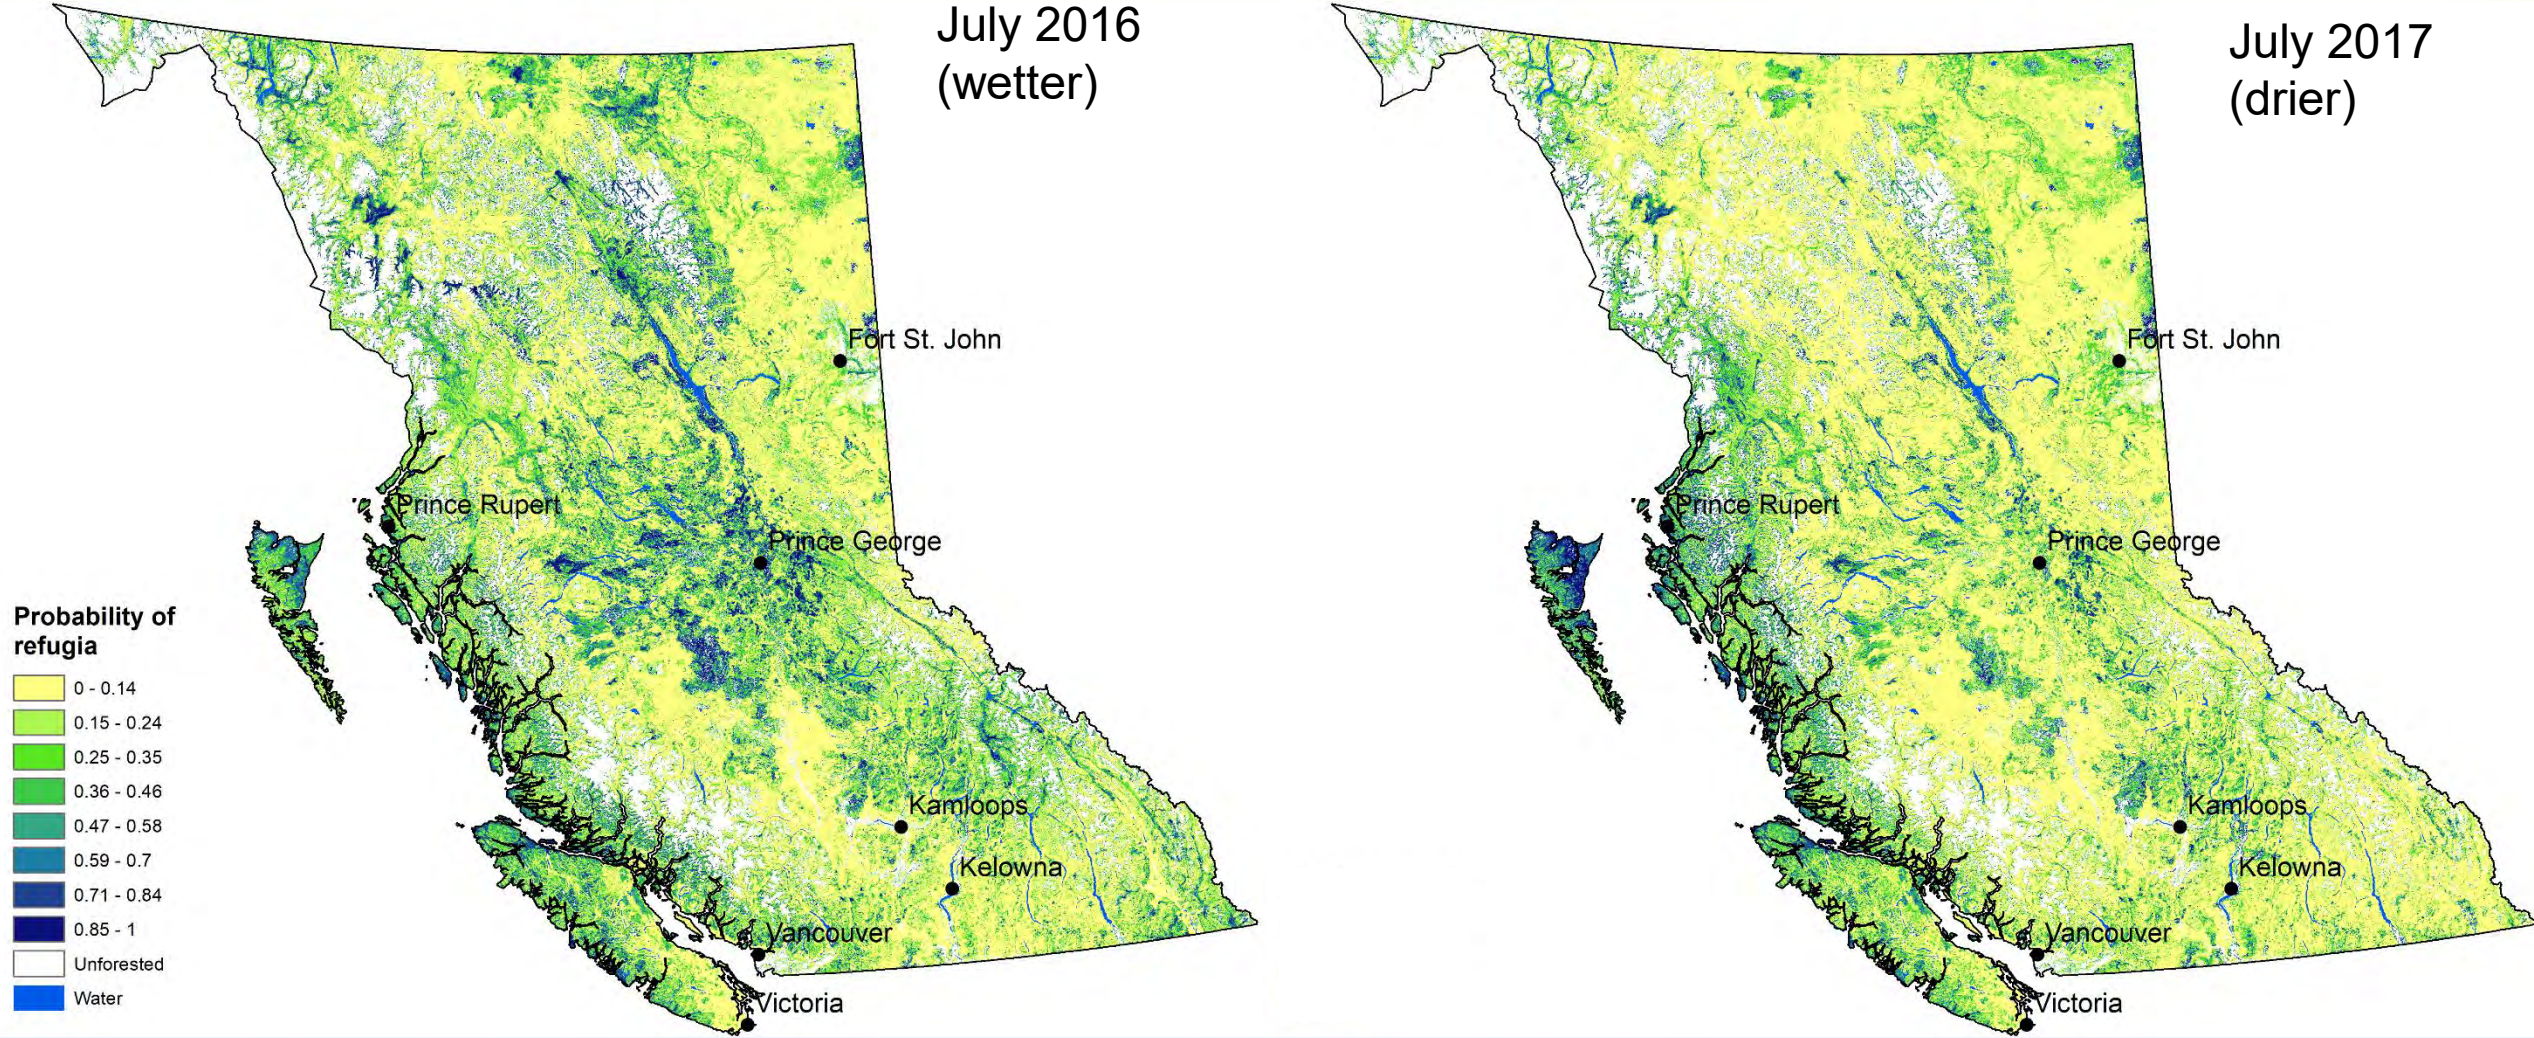 July 2016
(wetter)
July 2017
(drier)
Fort St. John
Prince Rupert
Prince George
Kamloops
Kelowna
Vancouver
Victoria
Fort St. John
Prince Rupert
Prince George
Kamloops
Kelowna
Vancouver
Victoria
Probability of
refugia
0 - 0.14
0.15 - 0.24
0.25 - 0.35
0.36 - 0.46
0.47 - 0.58
0.59 - 0.7
0.71 - 0.84
0.85 - 1
Unforested
Water